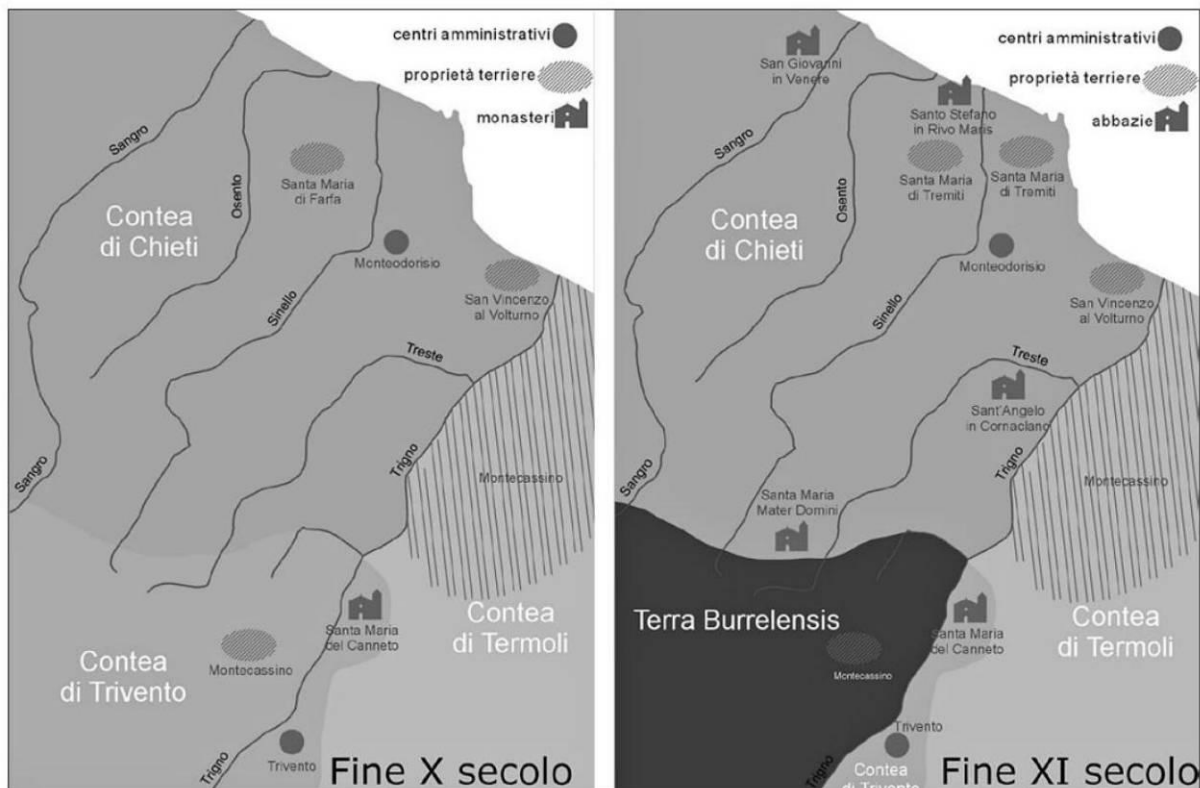 centri amministrativi
proprietà terriere
monasteri
Sangro
Osento
Santa Maria
di Farfa
Contea
di Chieti
Monteodorisio
Sinello
San Vincenzo
al Volturno
Treste
Trigno
Sangro
Montecassino
Santa Maria
del Canneto
Contea
di Termoli
Montecassino
Contea
di Trivento
Trivento
Trigno
Fine X secolo
centri amministrativi
proprietà terriere
abbazie
San Giovanni
in Venere
Santo Stefano
in Rivo Maris
Sangro
Osento
Santa Maria
di Tremiti
Santa Maria
di Tremiti
Contea
di Chieti
Monteodorisio
Sinello
San Vincenzo
al Volturno
Treste
Sant'Angelo
in Cornaclano
Trigno
Sangro
Montecassino
Santa Maria
Mater Domini
Terra Burrelensis
Santa Maria
del Canneto
Contea
di Termoli
Montecassino
Trivento
Trigno
Contea
di Trivento
Fine XI secolo